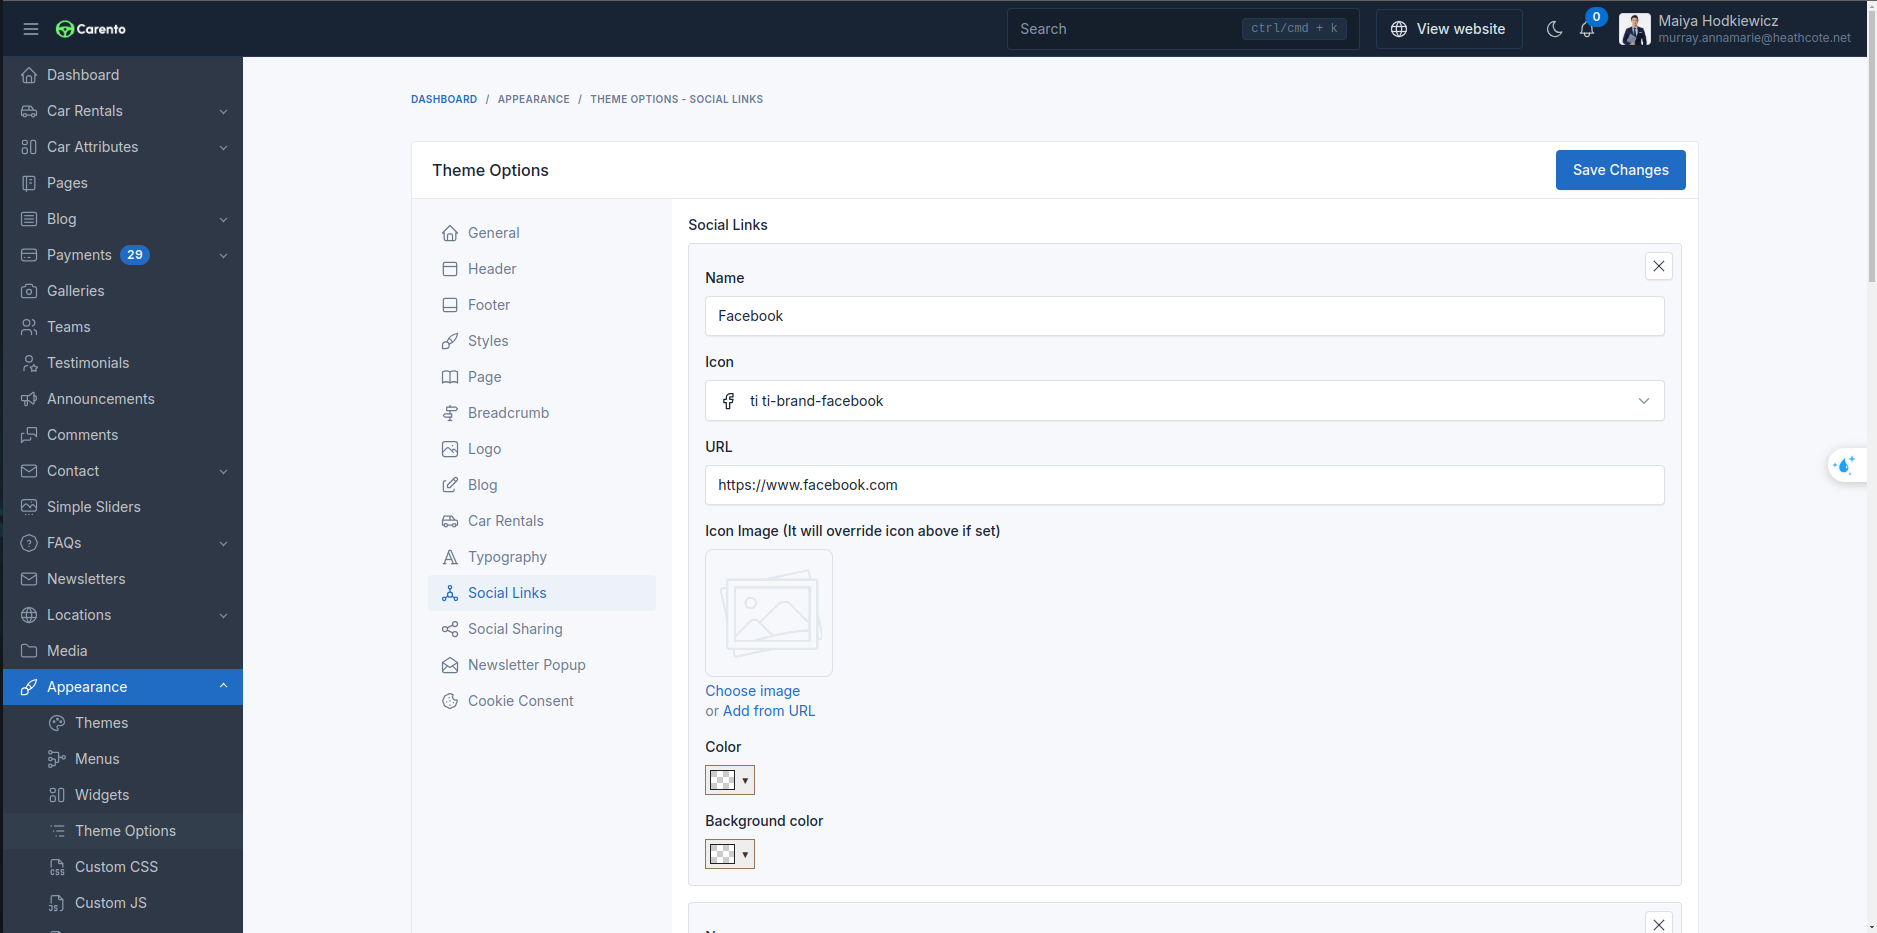 Carento
Search
ctrl/cmd + k
View website
0
Maiya Hodkiewicz
murray.annamarie@heathcote.net
Dashboard
Car Rentals
Car Attributes
Pages
Blog
Payments 29
Galleries
Teams
Testimonials
Announcements
Comments
Contact
Simple Sliders
FAQs
Newsletters
Locations
Media
Appearance
Themes
Menus
Widgets
Theme Options
Custom CSS
Custom JS
DASHBOARD / APPEARANCE / THEME OPTIONS - SOCIAL LINKS
Theme Options
Save Changes
General
Header
Footer
Styles
Page
Breadcrumb
Logo
Blog
Car Rentals
Typography
Social Links
Social Sharing
Newsletter Popup
Cookie Consent
Social Links
Name
Facebook
Icon
ti ti-brand-facebook
URL
https://www.facebook.com
Icon Image (It will override icon above if set)
Choose image
or Add from URL
Color
Background color